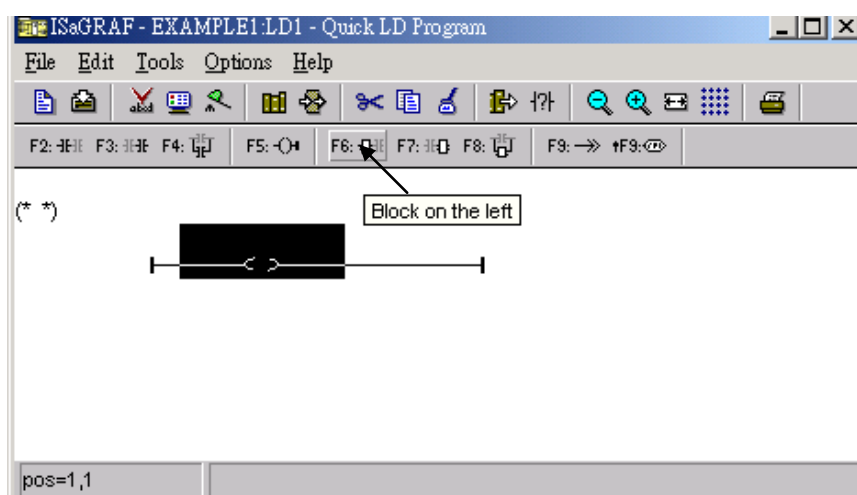 ISaGRAF - EXAMPLE1:LD1 - Quick LD Program
File Edit Tools Options Help
F2: F3: F4: F5: F6: F7: F8: F9: ↑F9:
Block on the left
(* *)
pos=1,1